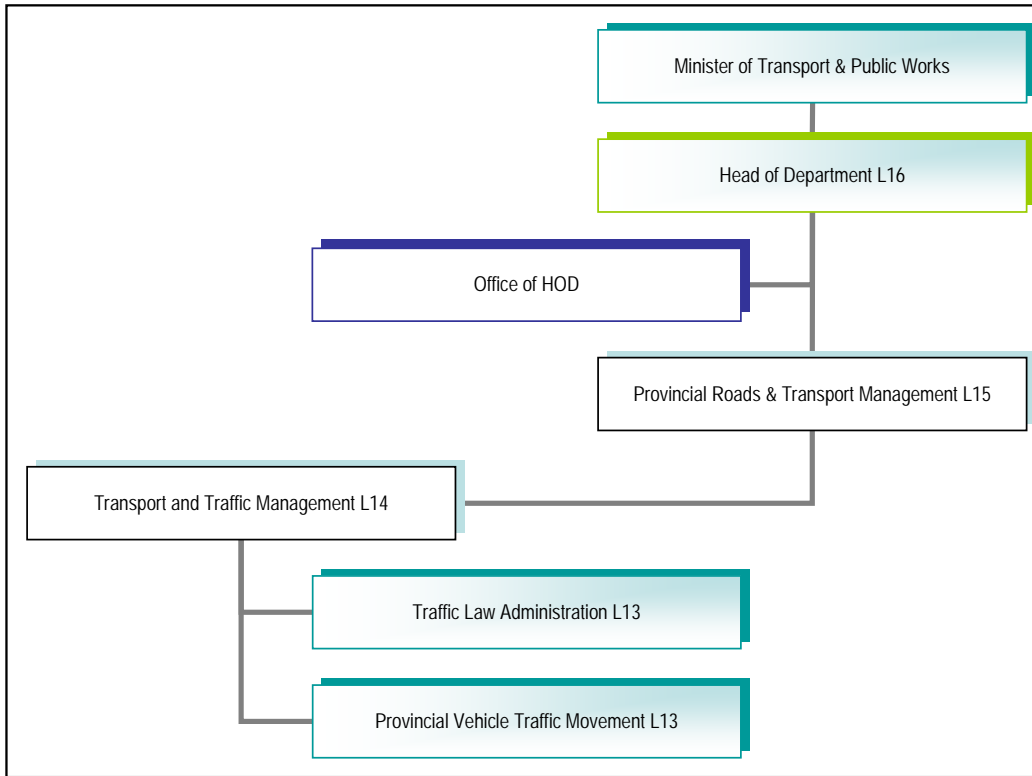 Minister of Transport & Public Works
Head of Department L16
Office of HOD
Provincial Roads & Transport Management L15
Transport and Traffic Management L14
Traffic Law Administration L13
Provincial Vehicle Traffic Movement L13